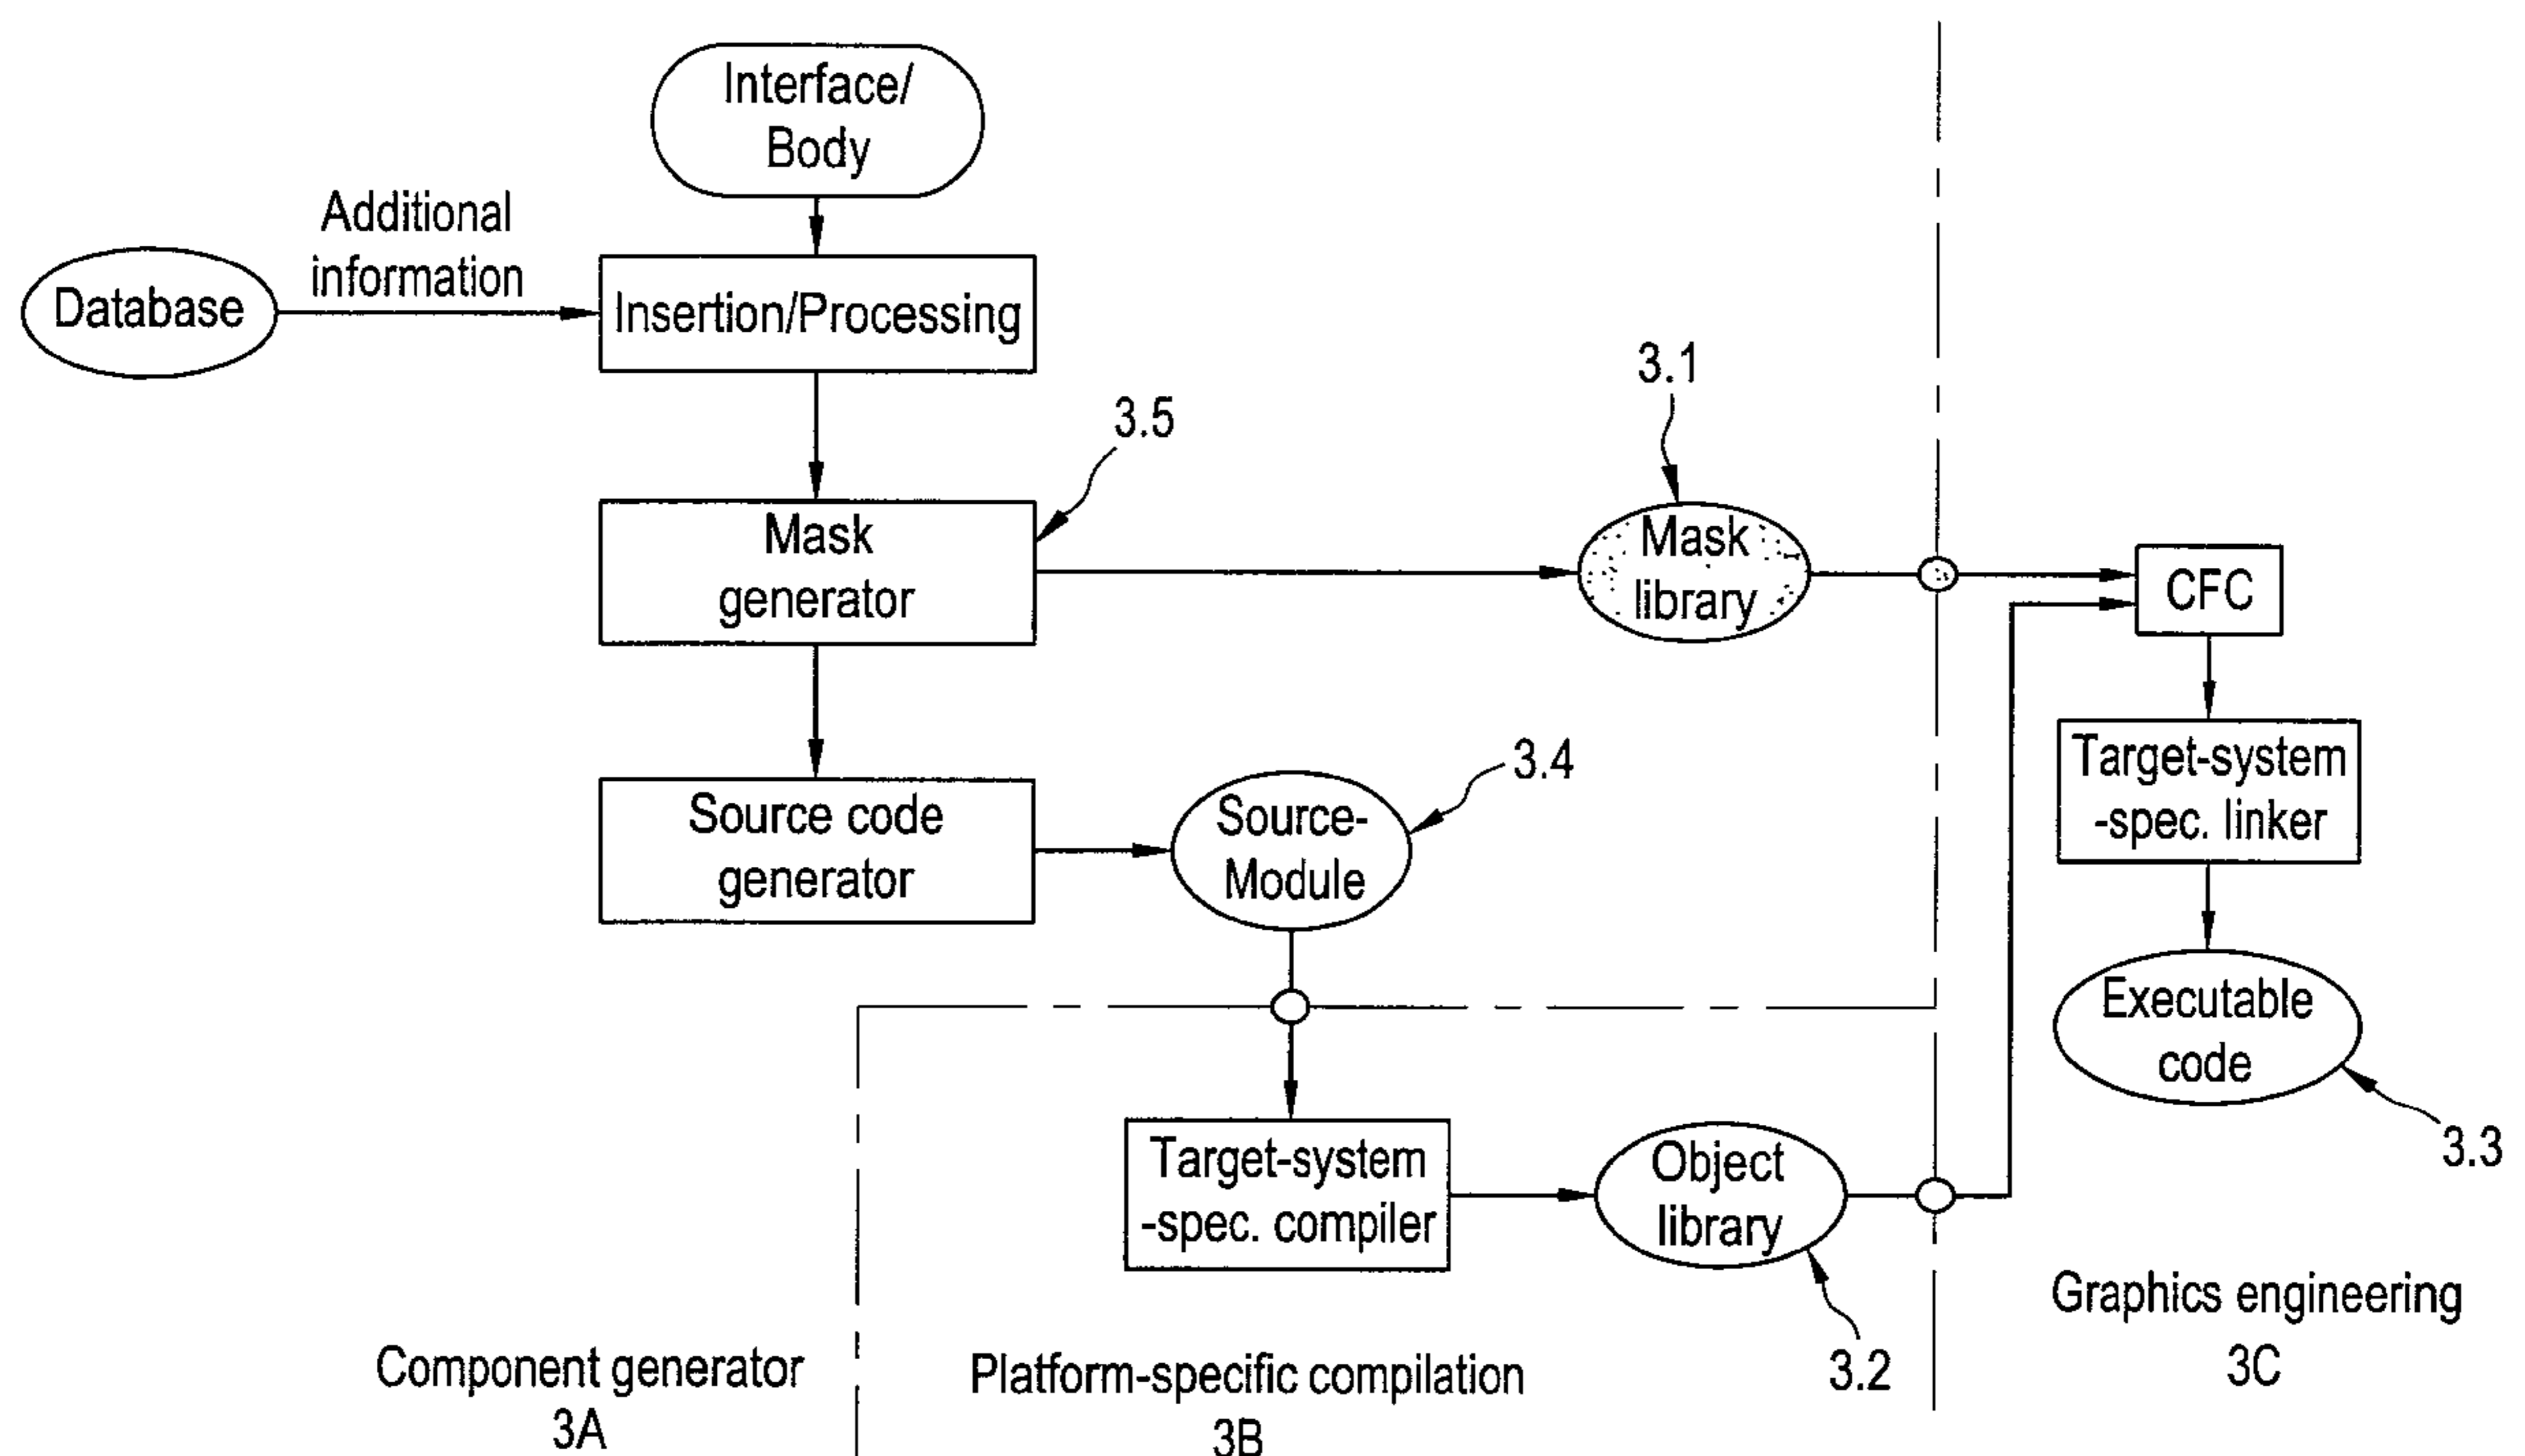 Interface/
Body
Additional
information
Database
Insertion/Processing
3.1
3.5
Mask
generator
Mask
library
CFC
Target-system
-spec. linker
3.4
Source code
generator
Source-
Module
Executable
code
3.3
Target-system
-spec. compiler
Object
library
3.2
Graphics engineering
3C
Component generator
3A
Platform-specific compilation
3B